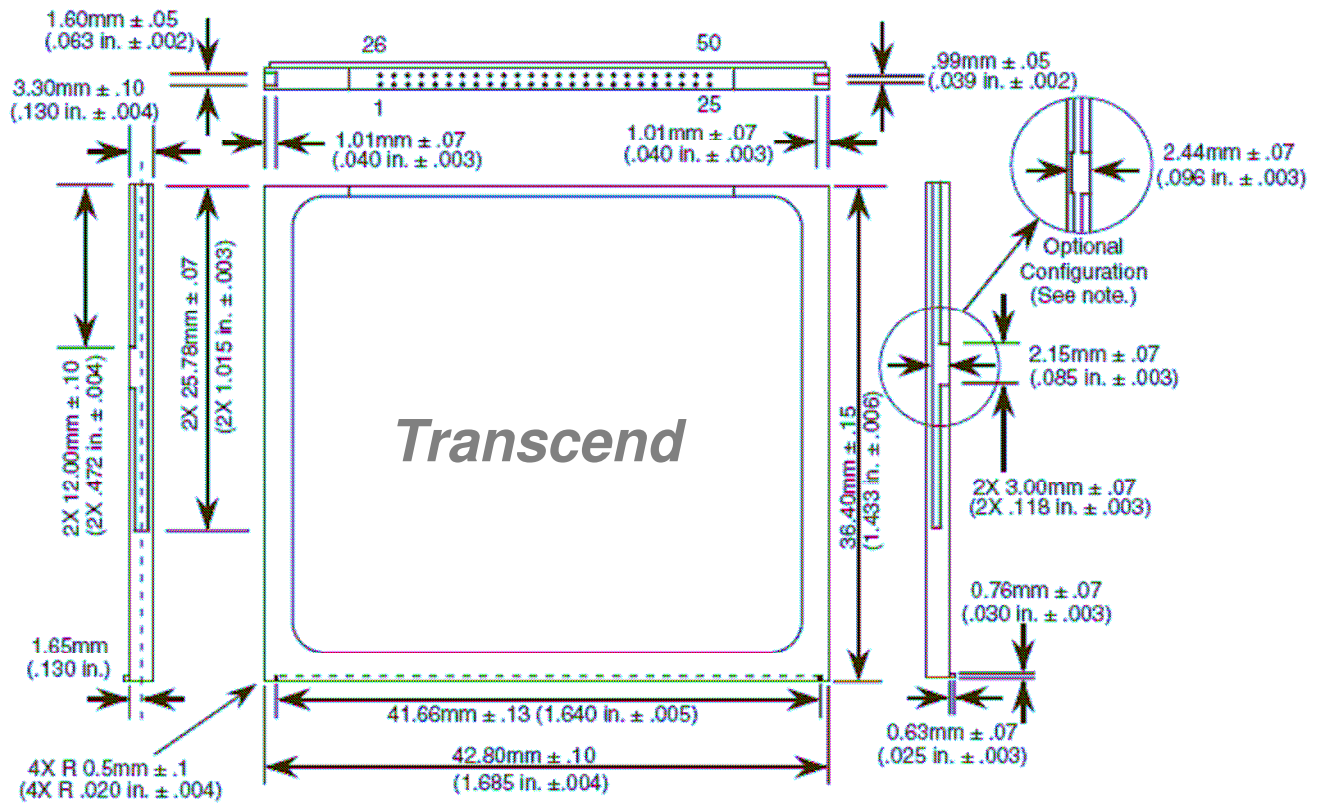 1.60mm ± .05
(.063 in. ± .002)
26
50
.99mm ± .05
(.039 in. ± .002)
3.30mm ± .10
(.130 in. ± .004)
1
25
1.01mm ± .07
(.040 in. ± .003)
1.01mm ± .07
(.040 in. ± .003)
2.44mm ± .07
(.096 in. ± .003)
Optional
Configuration
(See note.)
2X 12.00mm ± .10
(2X .472 in. ± .004)
2X 25.78mm ± .07
(2X 1.015 in. ± .003)
Transcend
36.40mm ± .15
(1.433 in. ± .006)
2.15mm ± .07
(.085 in. ± .003)
2X 3.00mm ± .07
(2X .118 in. ± .003)
0.76mm ± .07
(.030 in. ± .003)
1.65mm
(.130 in.)
41.66mm ± .13 (1.640 in. ± .005)
0.63mm ± .07
(.025 in. ± .003)
42.80mm ± .10
(1.685 in. ± .004)
4X R 0.5mm ± .1
(4X R .020 in. ± .004)